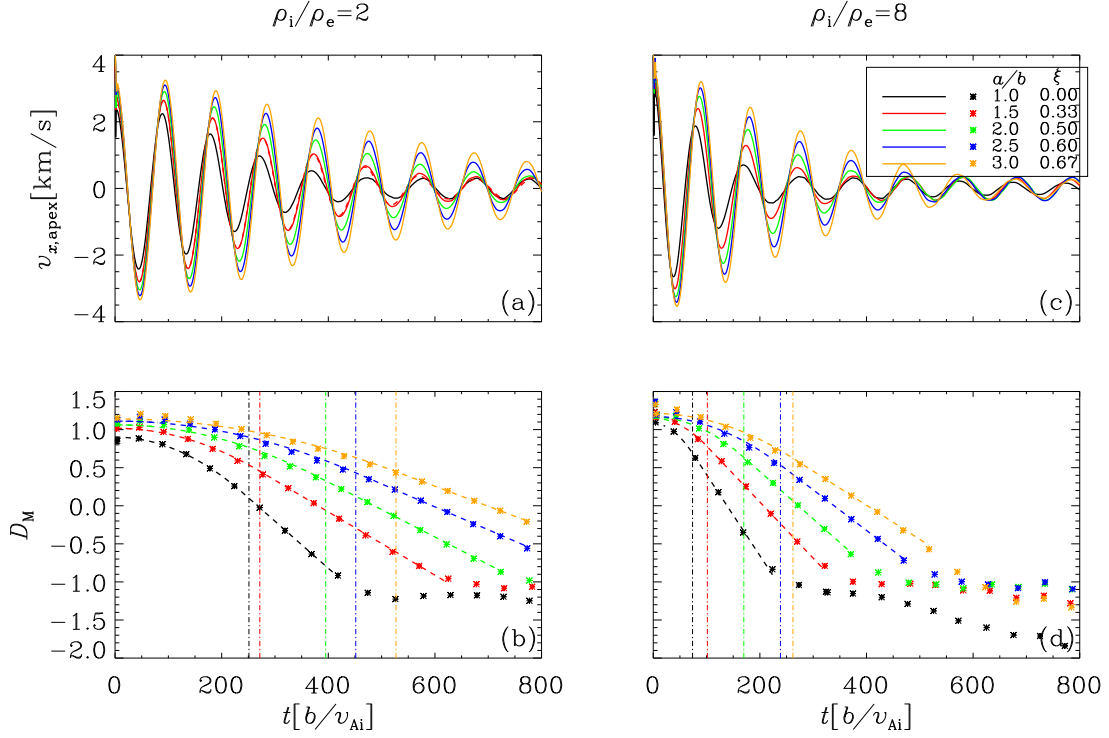 ρi/ρe=2
ρi/ρe=8
4
2
0
−2
−4
vx,apex[km/s]
(a)
(c)
a/b ξ
1.0 0.00
1.5 0.33
2.0 0.50
2.5 0.60
3.0 0.67
1.5
1.0
0.5
0.0
−0.5
−1.0
−1.5
−2.0
DM
(b)
(d)
0 200 400 600 800
0 200 400 600 800
t[b/vAi]
t[b/vAi]